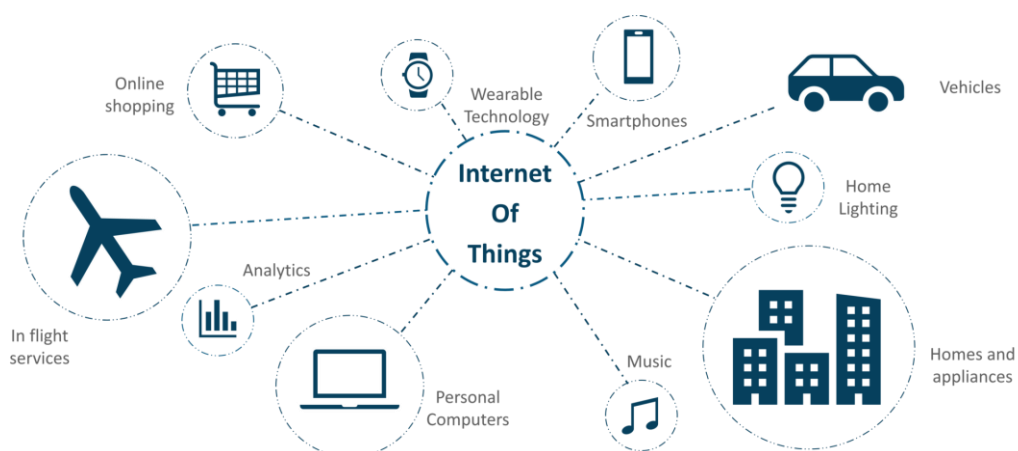 Online
shopping
Wearable
Technology
Smartphones
Vehicles
Internet
Of
Things
Home
Lighting
Analytics
In flight
services
Personal
Computers
Music
Homes and
appliances